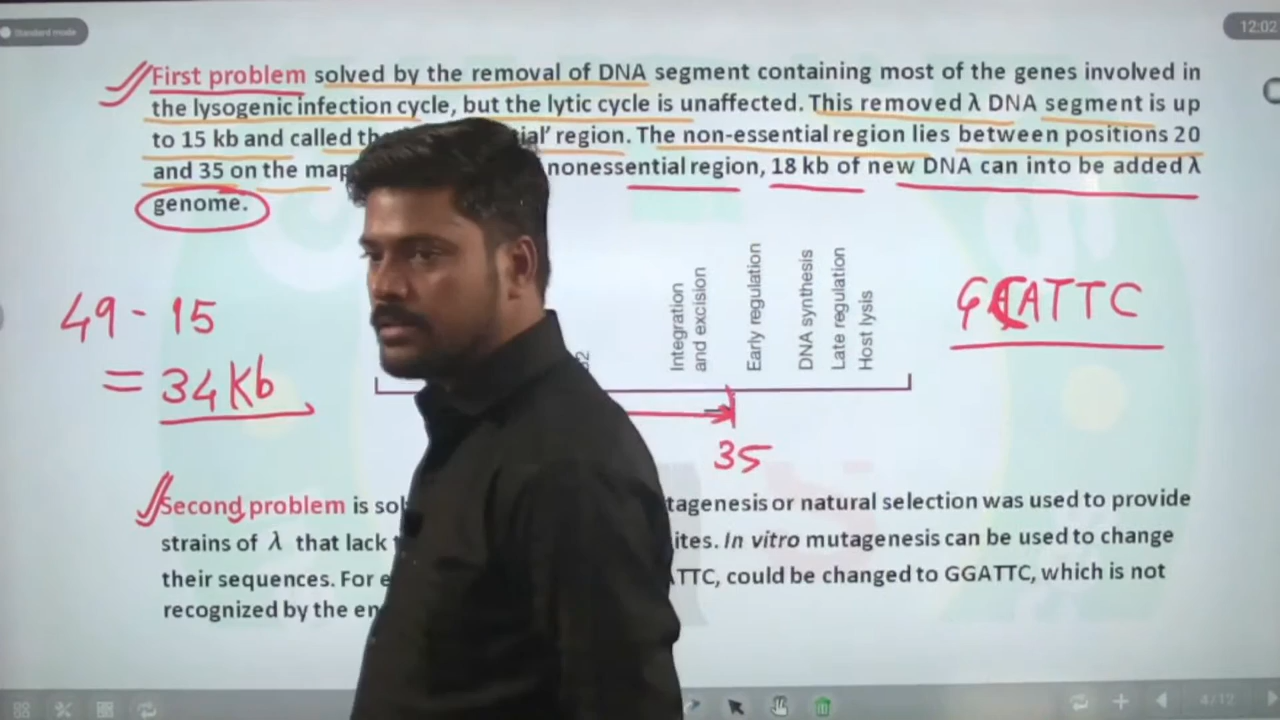 Standard mode
12:02
First problem solved by the removal of DNA segment containing most of the genes involved in
the lysogenic infection cycle, but the lytic cycle is unaffected. This removed λ DNA segment is up
to 15 kb and called th ial' region. The non-essential region lies between positions 20
and 35 on the map nonessential region, 18 kb of new DNA can into be added λ
genome.
49 - 15
= 34 Kb
Integration
and excision
Early regulation
DNA synthesis
Late regulation
Host lysis
35
Second problem is sol tagenesis or natural selection was used to provide
strains of λ that lack ites. In vitro mutagenesis can be used to change
their sequences. For e ATTC, could be changed to GGATTC, which is not
recognized by the en
4/12